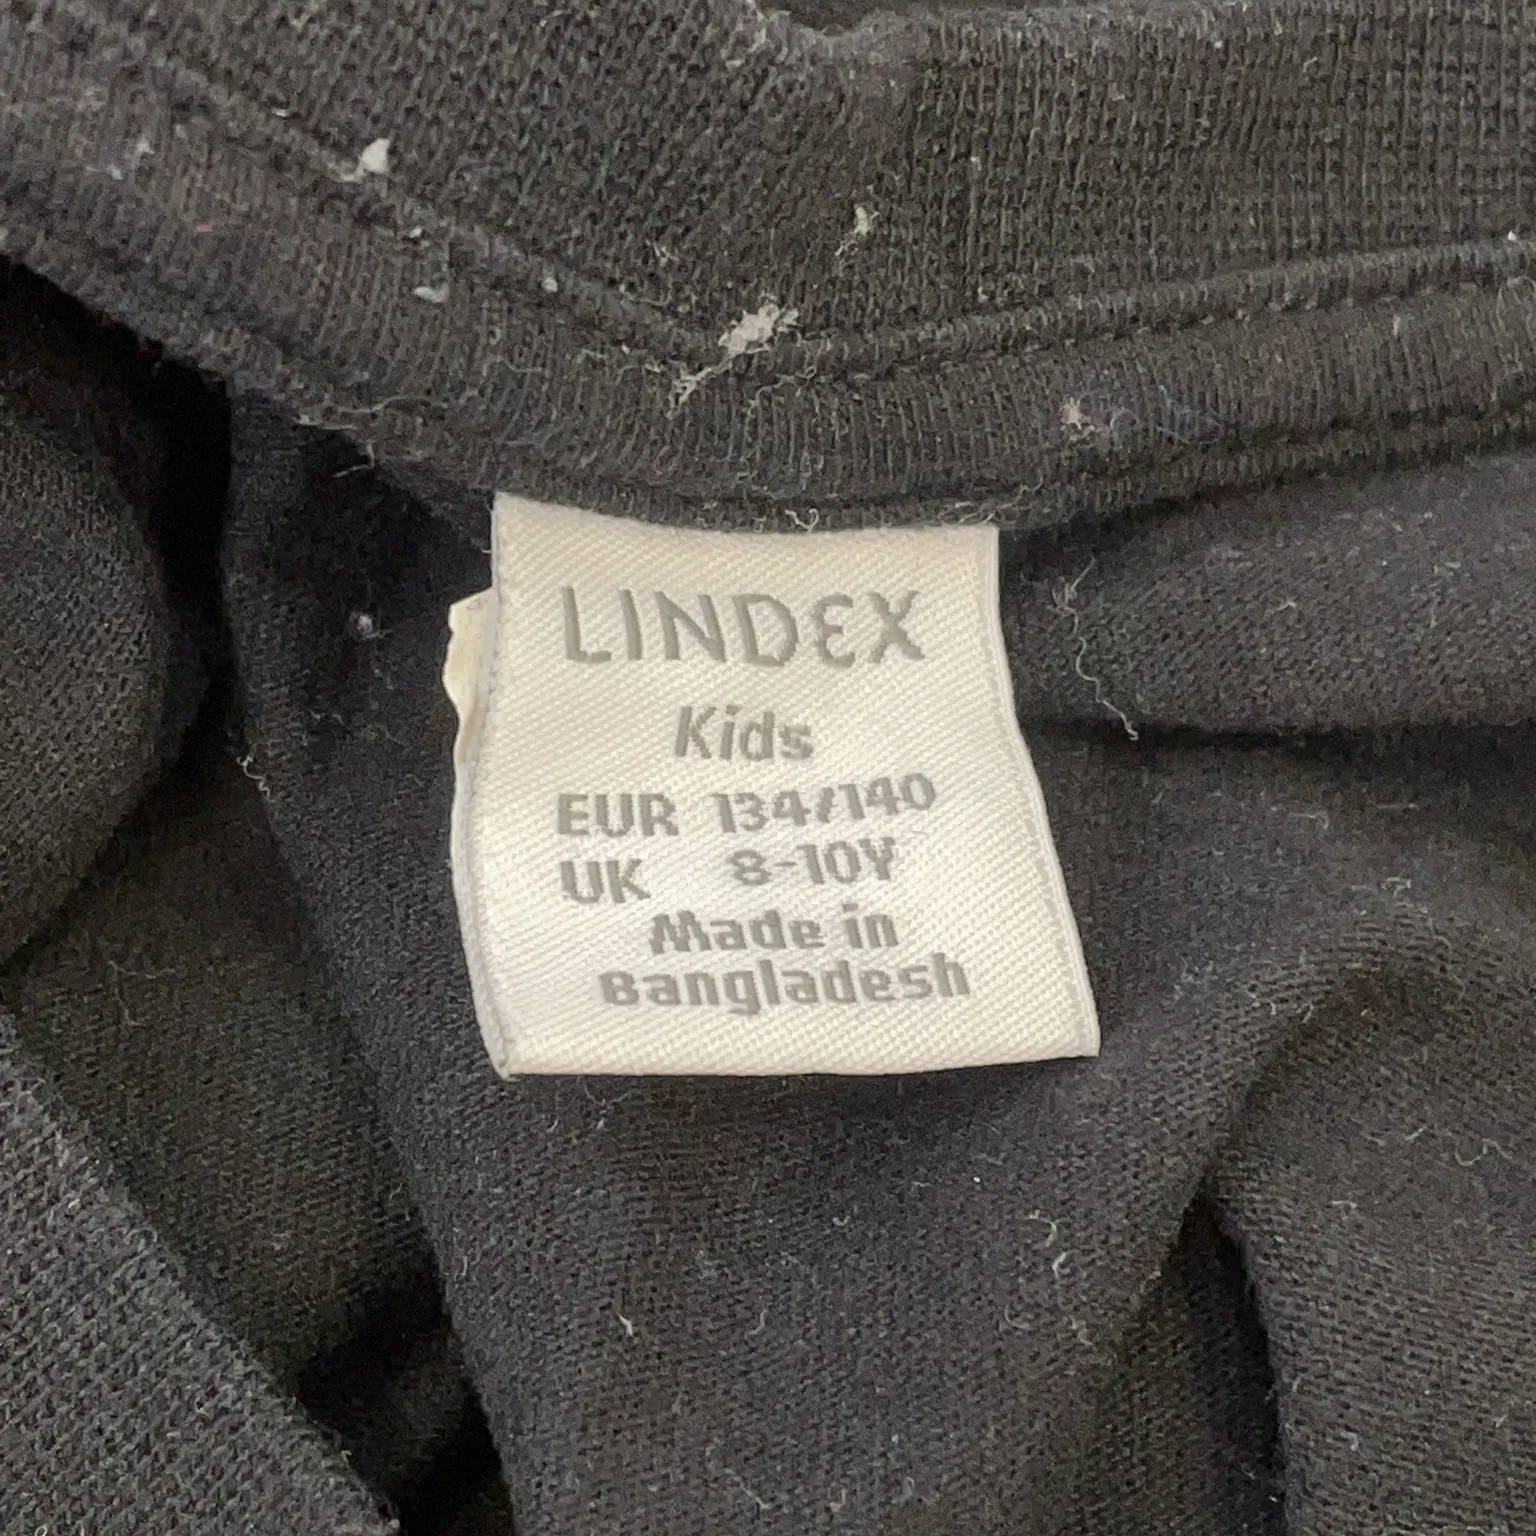 LINDEX
Kids
EUR 134/140
UK 8-10Y
Made in
Bangladesh